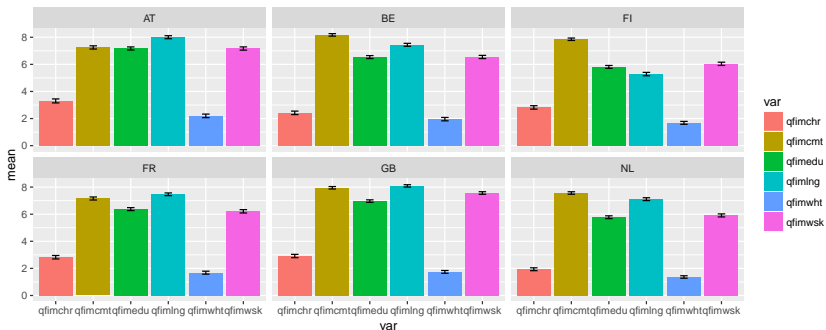 AT BE FI
8
6
4
2
0
FR GB NL
8
6
4
2
0
mean
qfimchr qfimcmt qfimedu qfimlng qfimwht qfimwsk qfimchr qfimcmt qfimedu qfimlng qfimwht qfimwsk qfimchr qfimcmt qfimedu qfimlng qfimwht qfimwsk
var
var
qfimchr
qfimcmt
qfimedu
qfimlng
qfimwht
qfimwsk